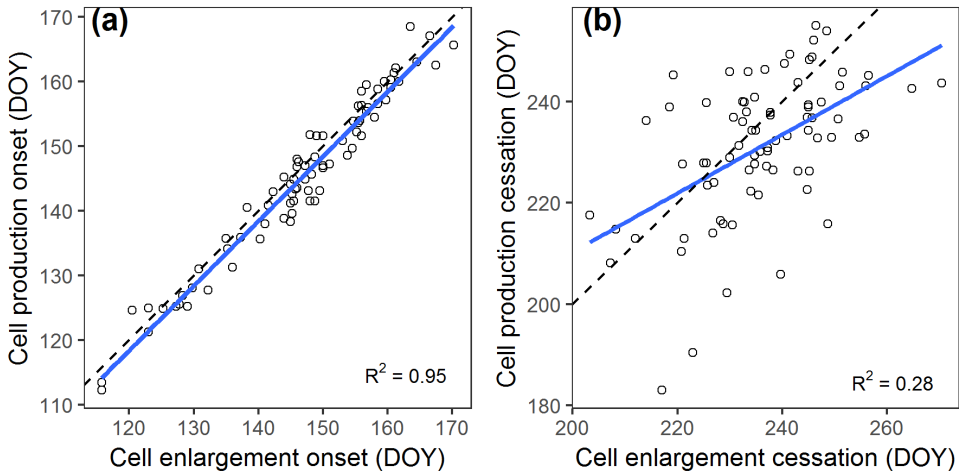 (a)
Cell production onset (DOY)
170
160
150
140
130
120
110
R² = 0.95
120 130 140 150 160 170
Cell enlargement onset (DOY)
(b)
Cell production cessation (DOY)
240
220
200
180
R² = 0.28
200 220 240 260
Cell enlargement cessation (DOY)